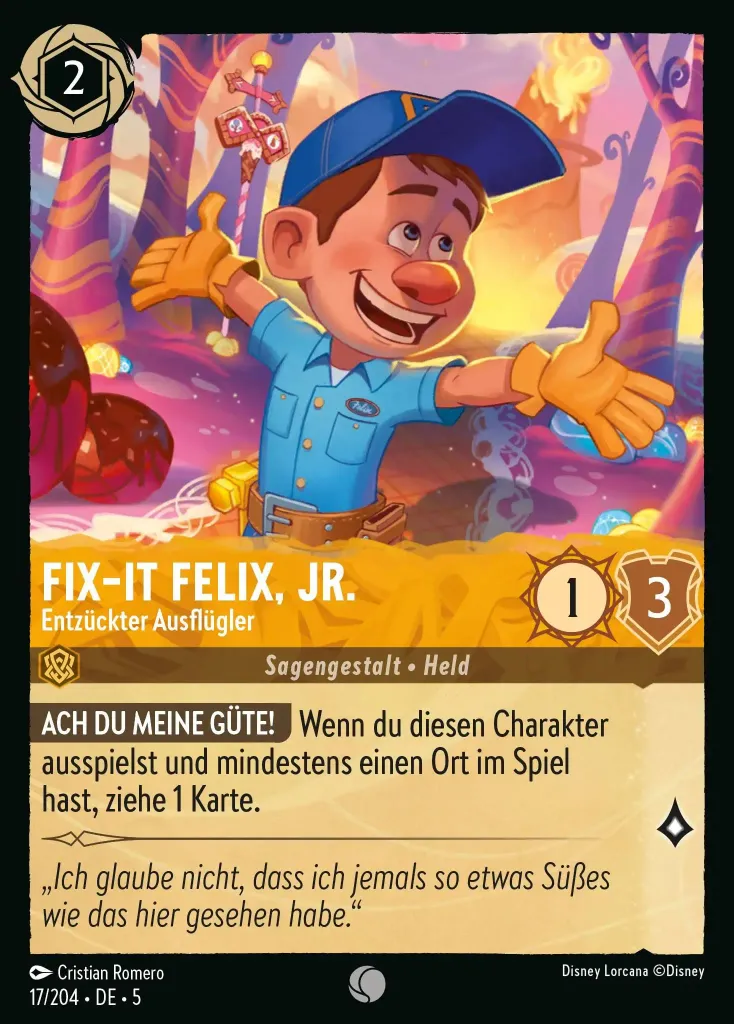 2
Felix
FIX-IT FELIX, JR.
Entzückter Ausflügler
1
3
Sagengestalt • Held
ACH DU MEINE GÜTE! Wenn du diesen Charakter
ausspielst und mindestens einen Ort im Spiel
hast, ziehe 1 Karte.
„Ich glaube nicht, dass ich jemals so etwas Süßes
wie das hier gesehen habe.“
Cristian Romero
Disney Lorcana ©Disney
17/204 • DE • 5